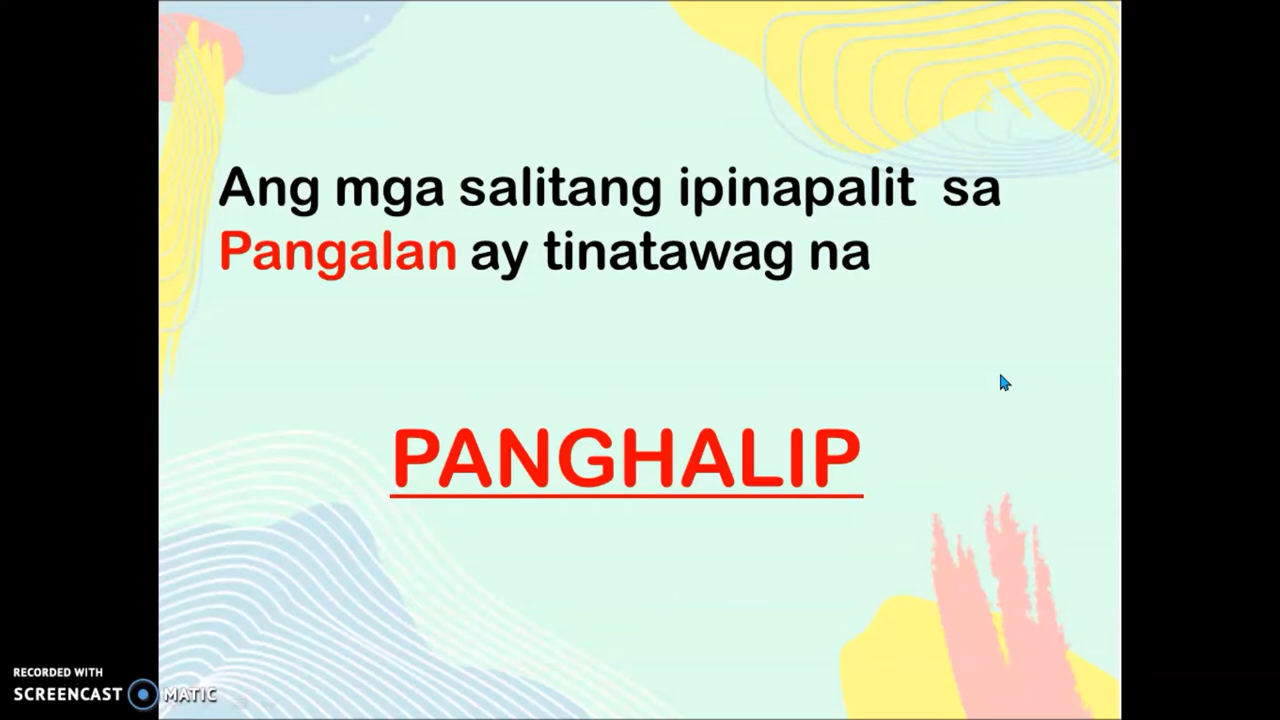 Ang mga salitang ipinapalit sa
Pangalan ay tinatawag na
PANGHALIP
RECORDED WITH
SCREENCAST MATIC